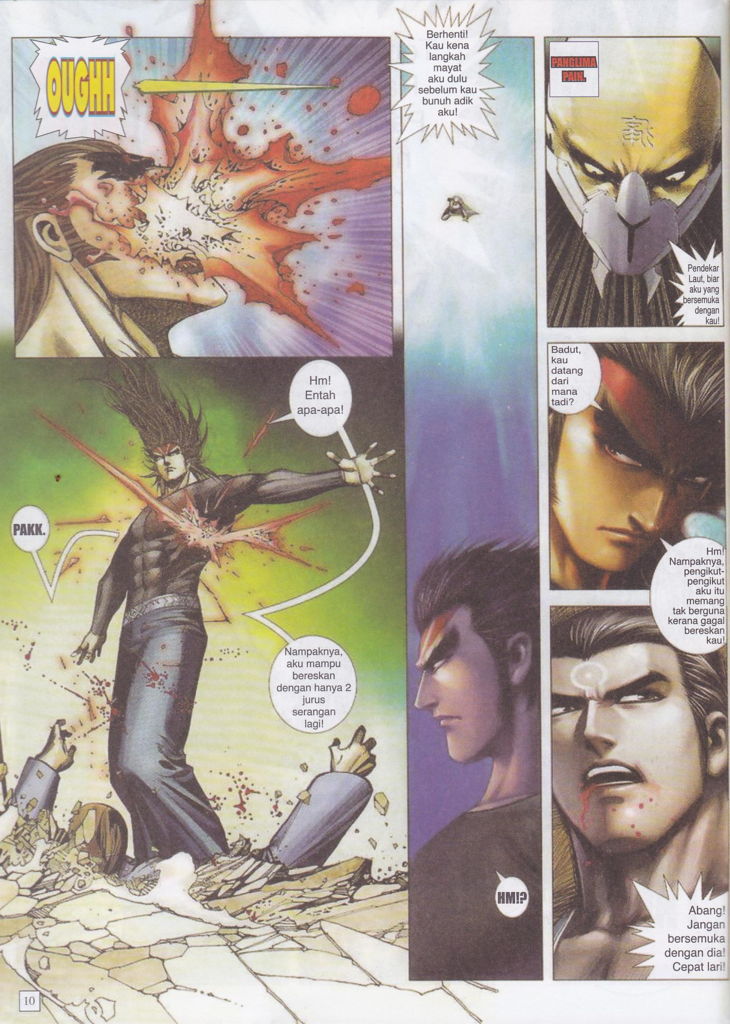 OUGHH
Hm!
Entah
apa-apa!
PAKK.
Nampaknya,
aku mampu
bereskan
dengan hanya 2
jurus
serangan
lagi!
Berhenti!
Kau kena
langkah
mayat
aku dulu
sebelum kau
bunuh adik
aku!
HM!?
PANGLIMA
PAIN.
Pendekar
Laut, biar
aku yang
bersemuka
dengan
kau!
Badut,
kau
datang
dari
mana
tadi?
Hm!
Nampaknya,
pengikut-
pengikut
aku itu
memang
tak berguna
kerana gagal
bereskan
kau!
Abang!
Jangan
bersemuka
dengan dia!
Cepat lari!
10